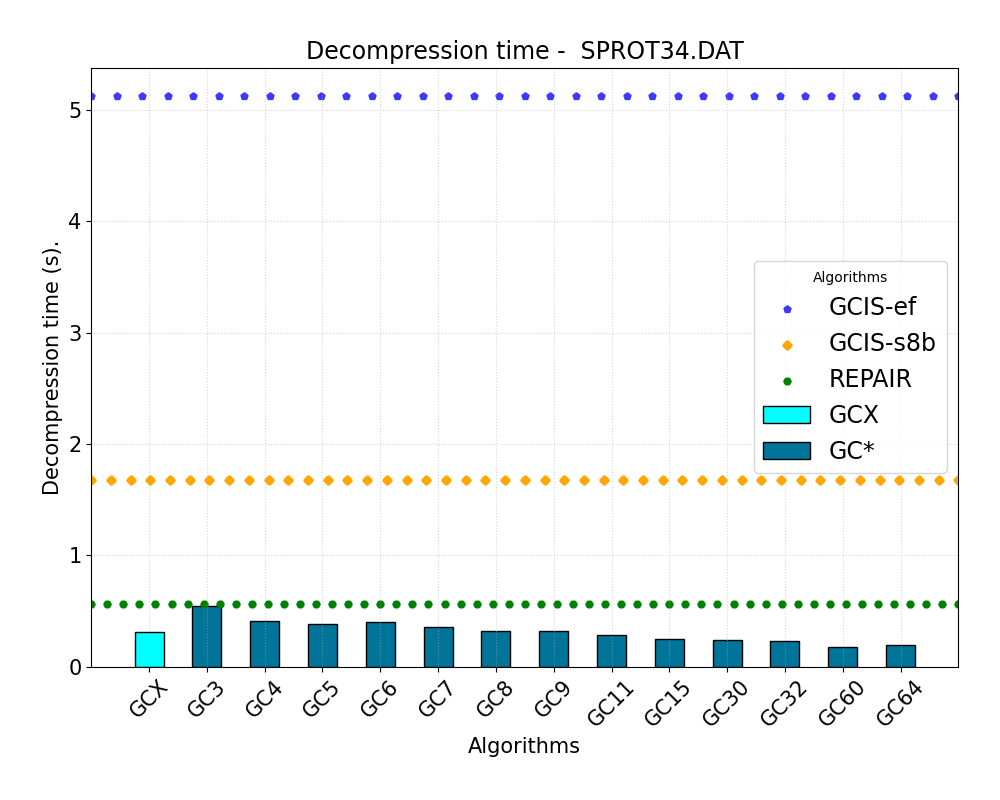 Decompression time -  SPROT34.DAT
Decompression time (s).
5
4
3
2
1
0
Algorithms
GCIS-ef
GCIS-s8b
REPAIR
GCX
GC*
GCX
GC3
GC4
GC5
GC6
GC7
GC8
GC9
GC11
GC15
GC30
GC32
GC60
GC64
Algorithms